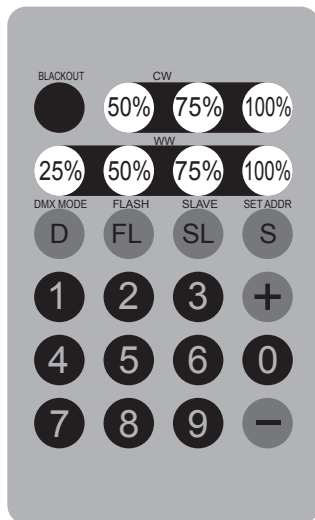 BLACKOUT CW
50% 75% 100%
WW
25% 50% 75% 100%
DMX MODE FLASH SLAVE SET ADDR
D FL SL S
1 2 3 +
4 5 6 0
7 8 9 −